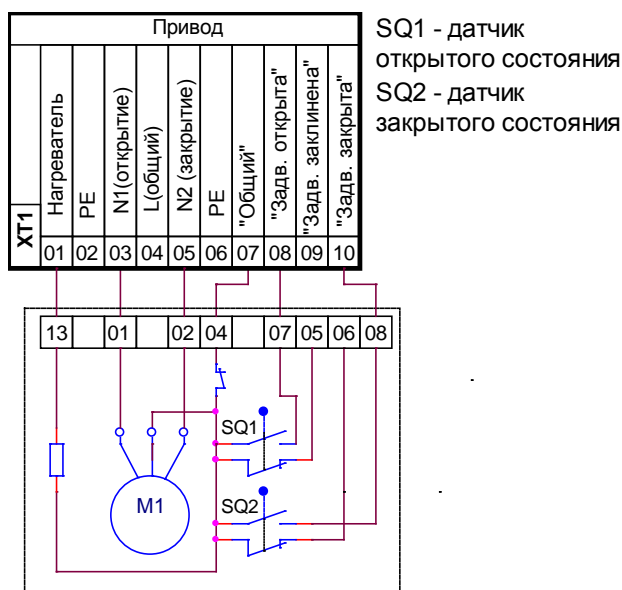 Привод
SQ1 - датчик
открытого состояния
SQ2 - датчик
закрытого состояния
XT1
Нагреватель
PE
N1(открытие)
L(общий)
N2 (закрытие)
PE
"Общий"
"Задв. открыта"
"Задв. заклинена"
"Задв. закрыта"
01 02 03 04 05 06 07 08 09 10
13 01 02 04 07 05 06 08
SQ1
M1
SQ2